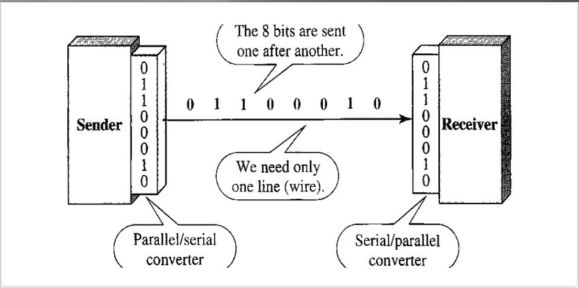 The 8 bits are sent
one after another.
0 1 1 0 0 0 1 0
Sender
0
1
1
0
0
0
1
0
We need only
one line (wire).
0
1
1
0
0
0
1
0
Receiver
Parallel/serial
converter
Serial/parallel
converter